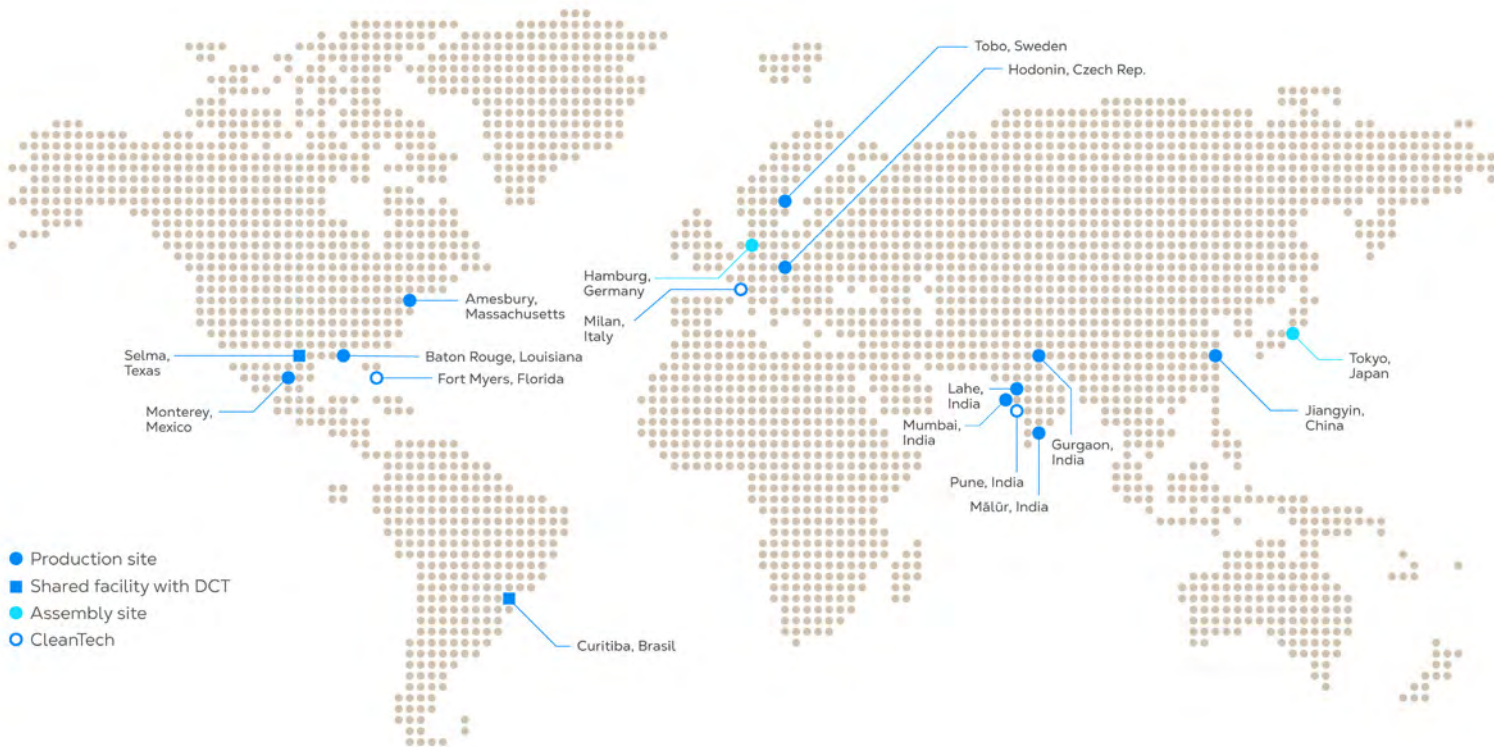 Tobo, Sweden
Hodonin, Czech Rep.
Hamburg,
Germany
Milan,
Italy
Amesbury,
Massachusetts
Selma,
Texas
Baton Rouge, Louisiana
Fort Myers, Florida
Monterey,
Mexico
Tokyo,
Japan
Lahe,
India
Mumbai,
India
Jiangyin,
China
Gurgaon,
India
Pune, India
Mālūr, India
Production site
Shared facility with DCT
Assembly site
CleanTech
Curitiba, Brasil